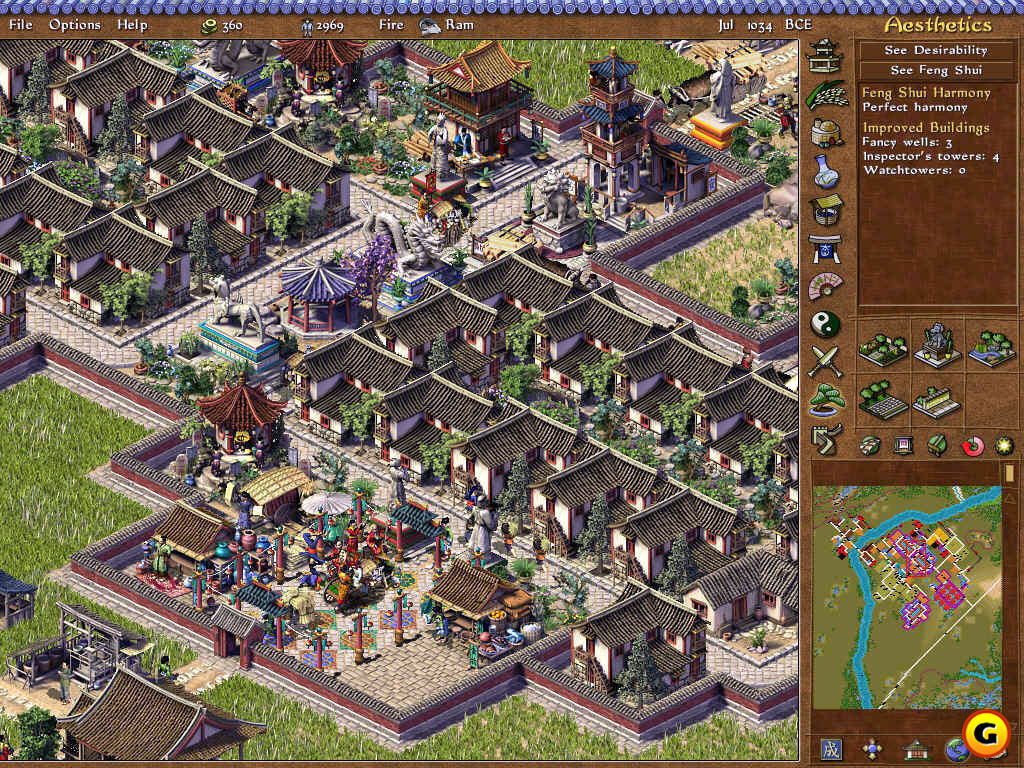 File Options Help 360 2969 Fire Ram Jul 1034 BCE
Aesthetics
See Desirability
See Feng Shui
Feng Shui Harmony
Perfect harmony
Improved Buildings
Fancy wells: 3
Inspector's towers: 4
Watchtowers: 0
成
G